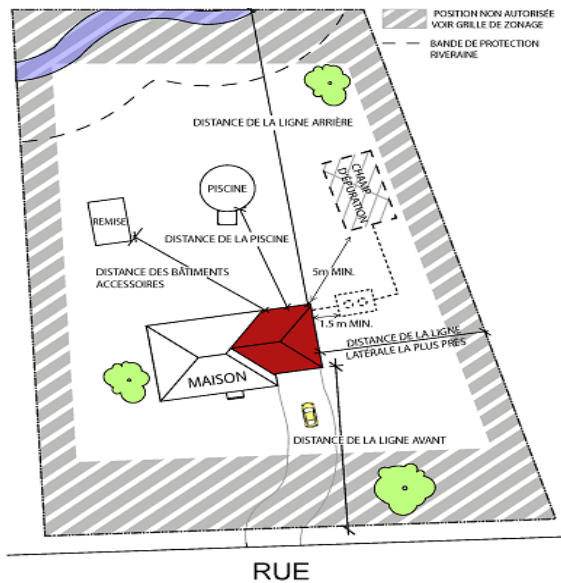 POSITION NON AUTORISÉE
VOIR GRILLE DE ZONAGE
BANDE DE PROTECTION
RIVERAINE
DISTANCE DE LA LIGNE ARRIÈRE
CHAMP
D'ÉPURATION
PISCINE
REMISE
DISTANCE DE LA PISCINE
DISTANCE DES BÂTIMENTS
ACCESSOIRES
5m MIN.
1.5 m MIN.
DISTANCE DE LA LIGNE
LATÉRALE LA PLUS PRÈS
MAISON
DISTANCE DE LA LIGNE AVANT
RUE